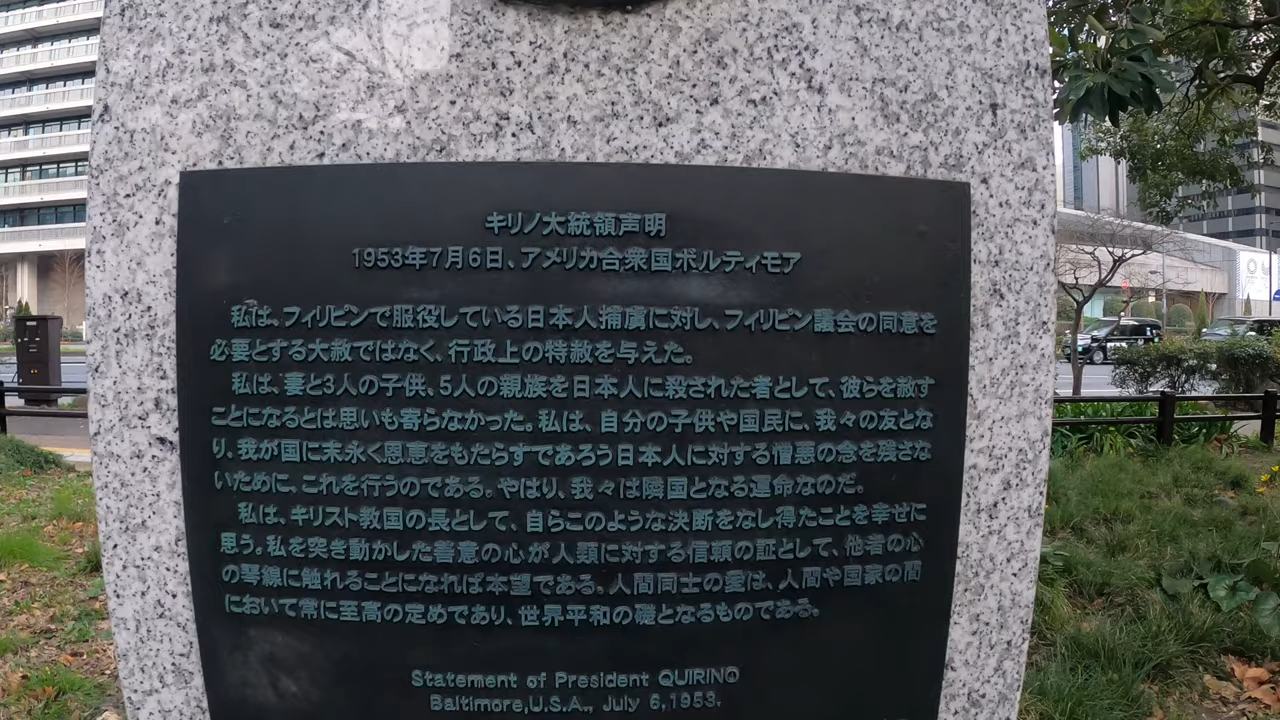 キリノ大統領声明
1953年7月6日、アメリカ合衆国ボルティモア
私は、フィリピンで服役している日本人捕虜に対し、フィリピン議会の同意を
必要とする大赦ではなく、行政上の特赦を与えた。
私は、妻と3人の子供、5人の親族を日本人に殺された者として、彼らを赦す
ことになるとは思いも寄らなかった。私は、自分の子供や国民に、我々の友とな
り、我が国に末永く恩恵をもたらすであろう日本人に対する憎悪の念を残さな
いために、これを行うのである。やはり、我々は隣国となる運命なのだ。
私は、キリスト教国の長として、自らこのような決断をなし得たことを幸せに
思う。私を突き動かした善意の心が人類に対する信頼の証として、他者の心
の琴線に触れることになれば本望である。人間同士の愛は、人間や国家の間
において常に至高の定めであり、世界平和の礎となるものである。
Statement of President QUIRINO
Baltimore,U.S.A., July 6,1953.